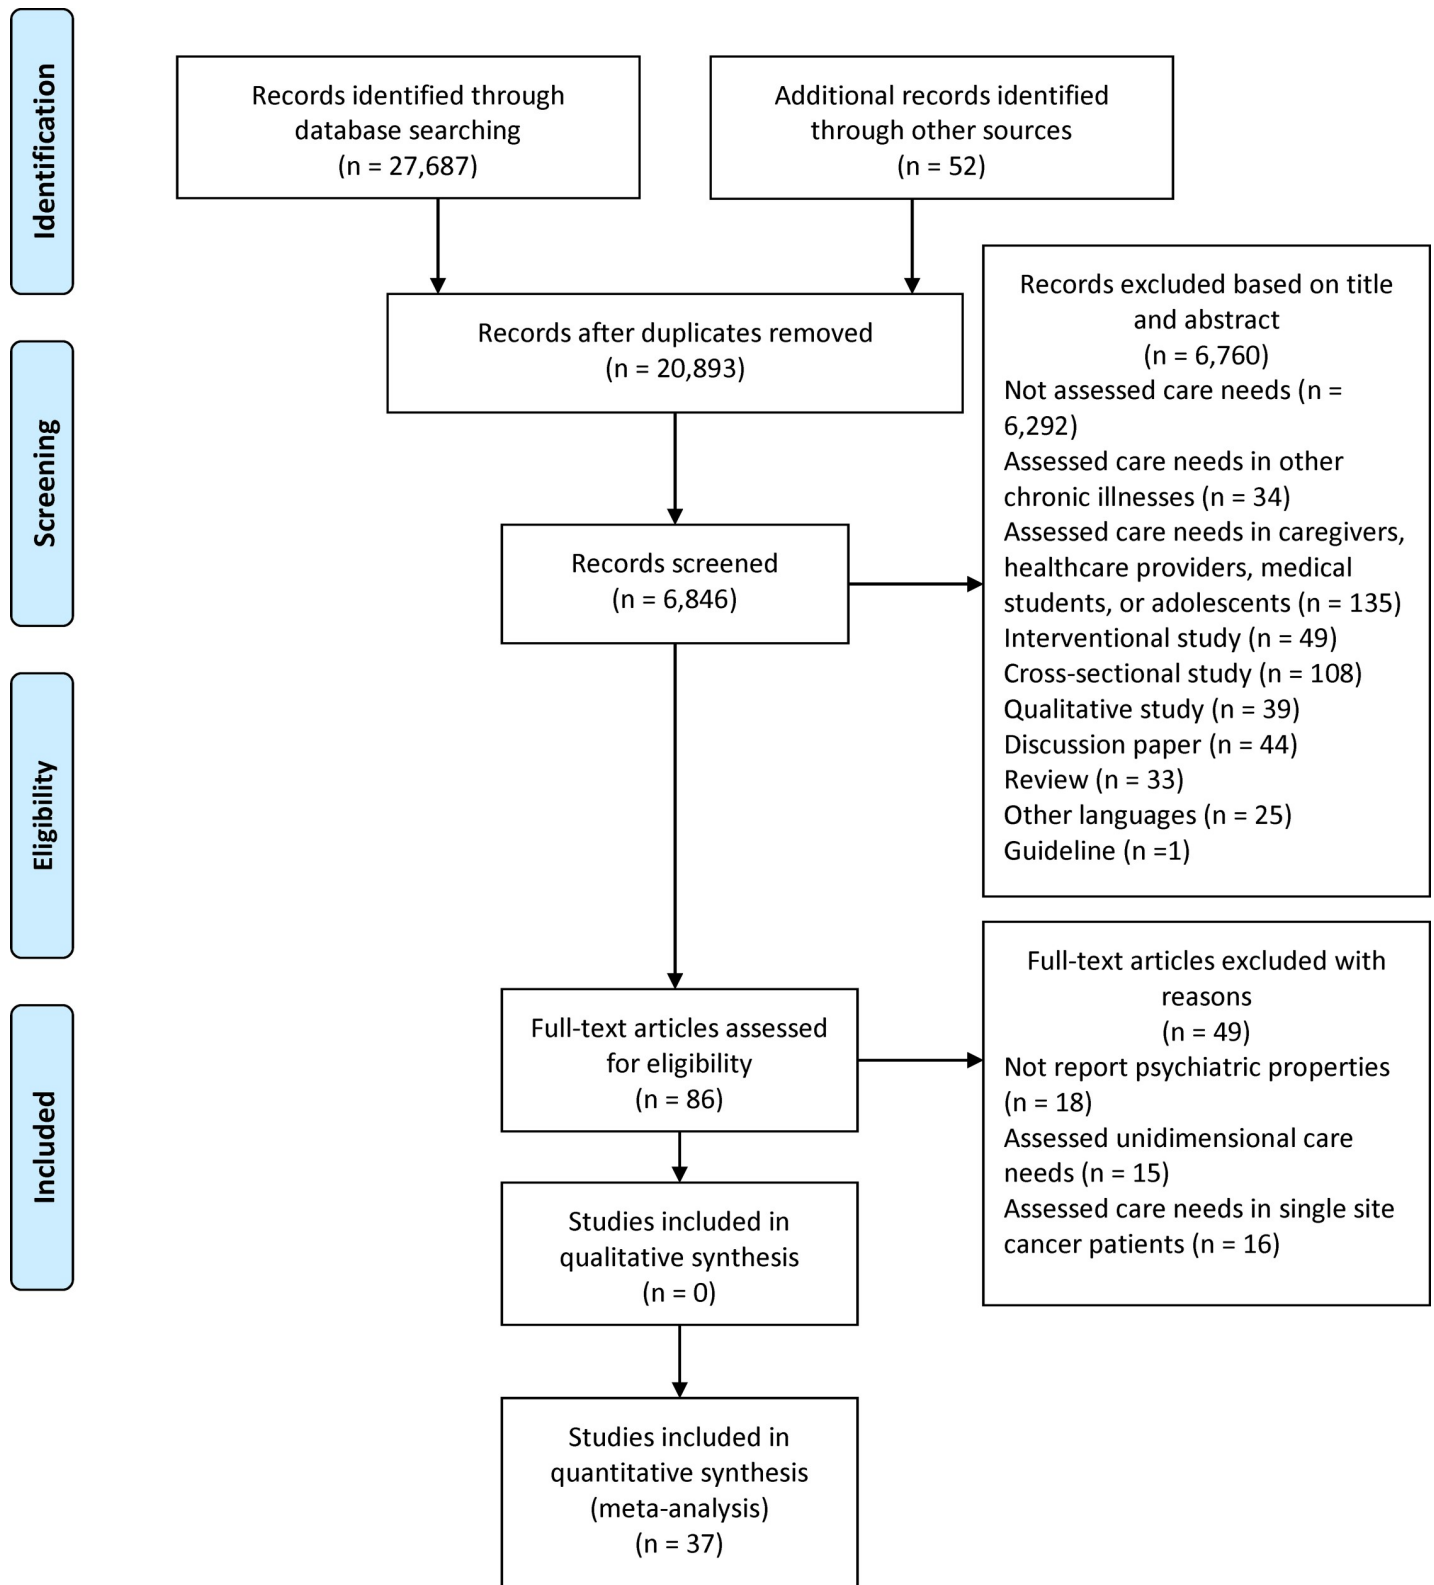 Identification
Records identified through
database searching
(n = 27,687)
Additional records identified
through other sources
(n = 52)
Records after duplicates removed
(n = 20,893)
Screening
Records screened
(n = 6,846)
Records excluded based on title
and abstract
(n = 6,760)
Not assessed care needs (n =
6,292)
Assessed care needs in other
chronic illnesses (n = 34)
Assessed care needs in caregivers,
healthcare providers, medical
students, or adolescents (n = 135)
Interventional study (n = 49)
Cross-sectional study (n = 108)
Qualitative study (n = 39)
Discussion paper (n = 44)
Review (n = 33)
Other languages (n = 25)
Guideline (n =1)
Eligibility
Full-text articles assessed
for eligibility
(n = 86)
Full-text articles excluded with
reasons
(n = 49)
Not report psychiatric properties
(n = 18)
Assessed unidimensional care
needs (n = 15)
Assessed care needs in single site
cancer patients (n = 16)
Included
Studies included in
qualitative synthesis
(n = 0)
Studies included in
quantitative synthesis
(meta-analysis)
(n = 37)